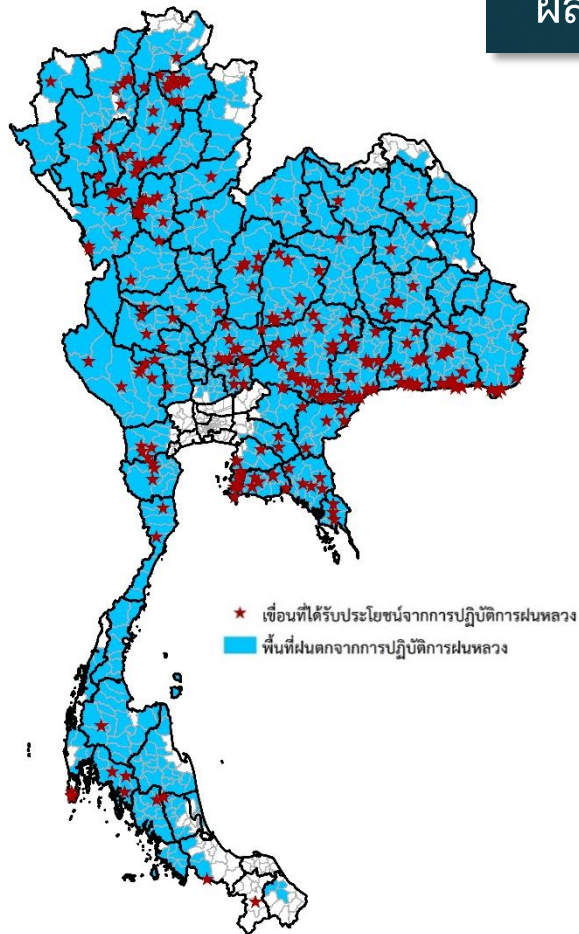 ผล
เขื่อนที่ได้รับประโยชน์จากการปฏิบัติการฝนหลวง
พื้นที่ฝนตกจากการปฏิบัติการฝนหลวง